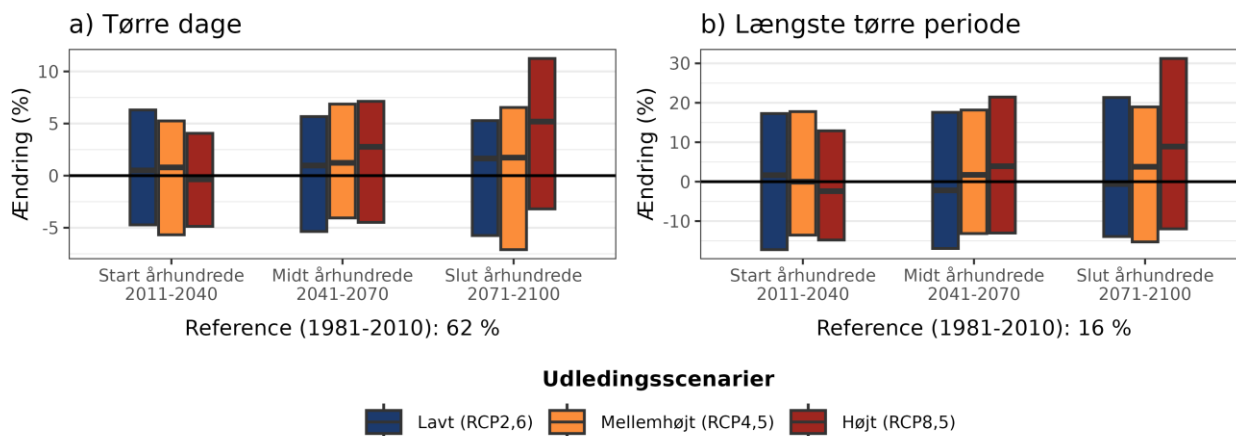 a) Tørre dage
b) Længste tørre periode
Ændring (%)
10
5
0
-5
Start århundrede
2011-2040
Midt århundrede
2041-2070
Slut århundrede
2071-2100
Reference (1981-2010): 62 %
Ændring (%)
30
20
10
0
-10
Start århundrede
2011-2040
Midt århundrede
2041-2070
Slut århundrede
2071-2100
Reference (1981-2010): 16 %
Udledingsscenarier
Lavt (RCP2,6)
Mellemhøjt (RCP4,5)
Højt (RCP8,5)